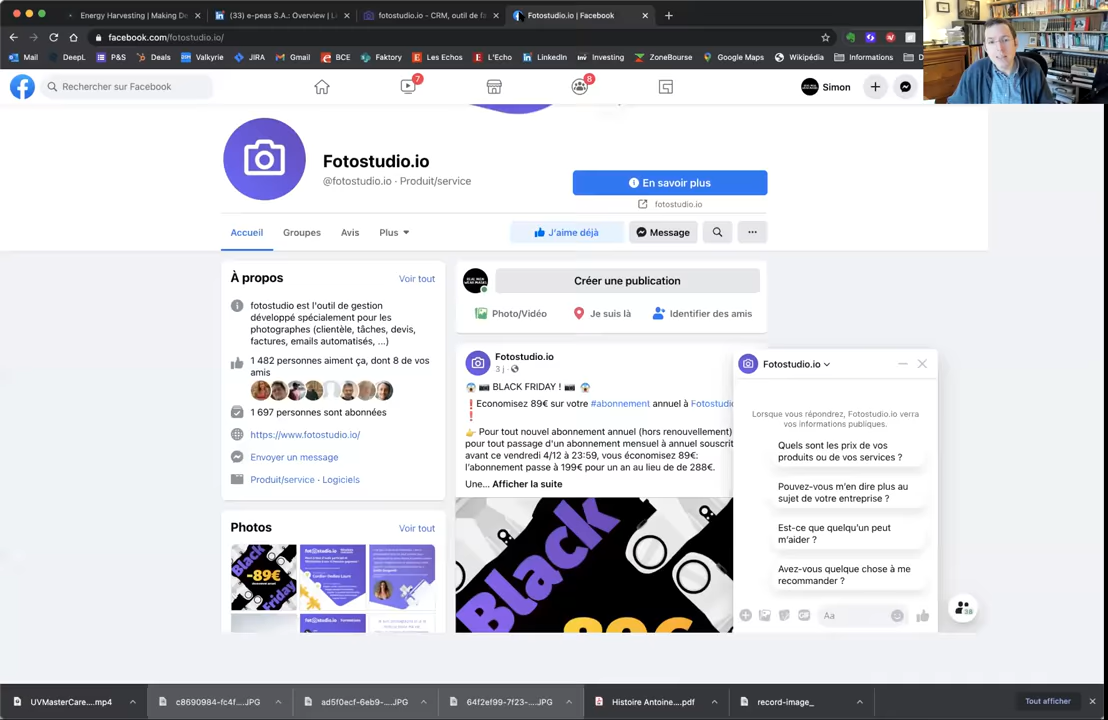 Energy Harvesting | Making De
(33) e-peas S.A.: Overview | L
fotostudio.io - CRM, outil de fa
Fotostudio.io | Facebook
facebook.com/fotostudio.io/
Mail
DeepL
P&S
Deals
Valkyrie
JIRA
Gmail
BCE
Faktory
Les Echos
L'Echo
LinkedIn
Investing
ZoneBourse
Google Maps
Wikipédia
Informations
Rechercher sur Facebook
7
8
Simon
Fotostudio.io
@fotostudio.io · Produit/service
En savoir plus
fotostudio.io
Accueil
Groupes
Avis
Plus
J'aime déjà
Message
À propos
Voir tout
fotostudio est l'outil de gestion
développé spécialement pour les
photographes (clientèle, tâches, devis,
factures, emails automatisés, ...)
1 482 personnes aiment ça, dont 8 de vos
amis
1 697 personnes sont abonnées
https://www.fotostudio.io/
Envoyer un message
Produit/service · Logiciels
Photos
Voir tout
Black
-89€
Friday
fotostudio.io
Créer une publication
Photo/Vidéo
Je suis là
Identifier des amis
Fotostudio.io
3 j ·
BLACK FRIDAY !
Economisez 89€ sur votre #abonnement annuel à Fotostudio
Pour tout nouvel abonnement annuel (hors renouvellement)
pour tout passage d'un abonnement mensuel à annuel souscrit
avant ce vendredi 4/12 à 23:59, vous économisez 89€:
l'abonnement passe à 199€ pour un an au lieu de de 288€.
Une... Afficher la suite
Black
89€
Fotostudio.io
Lorsque vous répondrez, Fotostudio.io verra
vos informations publiques.
Quels sont les prix de vos
produits ou de vos services ?
Pouvez-vous m'en dire plus au
sujet de votre entreprise ?
Est-ce que quelqu'un peut
m'aider ?
Avez-vous quelque chose à me
recommander ?
Aa
UVMasterCare....mp4
c8690984-fc4f....JPG
ad5f0ecf-6eb9-....JPG
64f2ef99-7f23-....JPG
Histoire Antoine....pdf
record-image_
Tout afficher